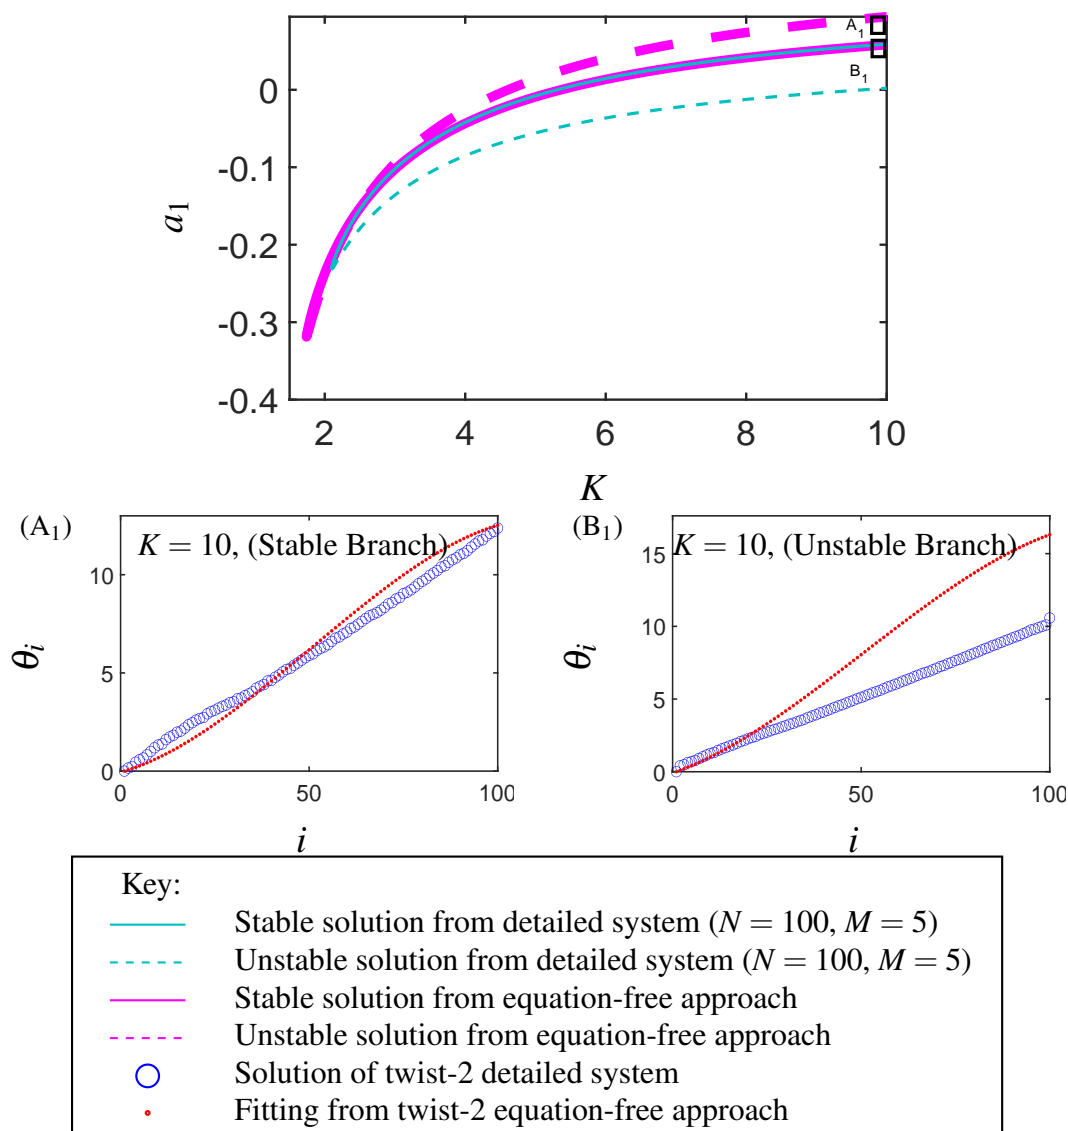 a1
0
-0.1
-0.2
-0.3
-0.4
A1
B1
2 4 6 8 10
K
(A1)
K = 10, (Stable Branch)
θi
10
5
0
0 50 100
i
(B1)
K = 10, (Unstable Branch)
θi
15
10
5
0
0 50 100
i
Key:
Stable solution from detailed system (N = 100, M = 5)
Unstable solution from detailed system (N = 100, M = 5)
Stable solution from equation-free approach
Unstable solution from equation-free approach
Solution of twist-2 detailed system
Fitting from twist-2 equation-free approach